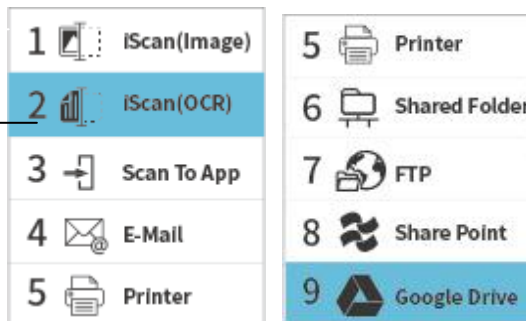 1 iScan(Image)
2 iScan(OCR)
3 Scan To App
4 E-Mail
5 Printer
5 Printer
6 Shared Folder
7 FTP
8 Share Point
9 Google Drive